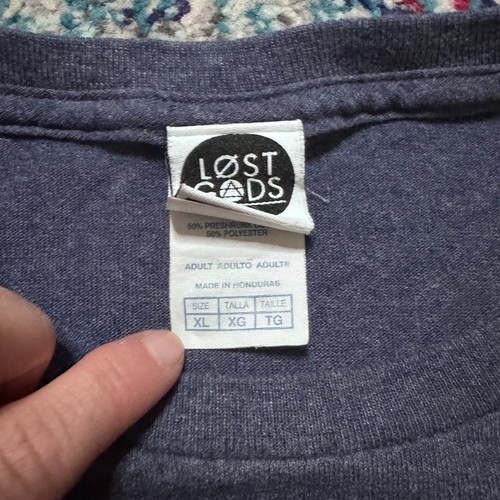 LØST
GODS
50% PRESHRUNK
50% POLYESTER
ADULT ADULTO ADULTE
MADE IN HONDURAS
SIZE TALLA TAILLE
XL XG TG